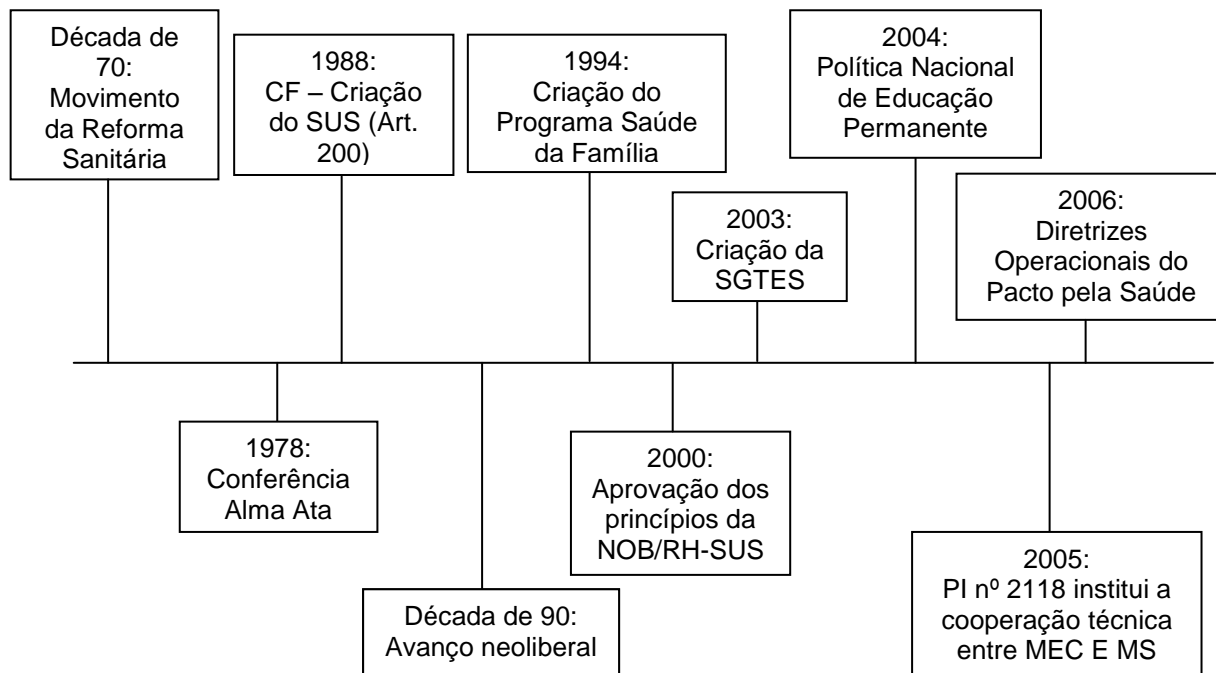 Década de
70:
Movimento
da Reforma
Sanitária
1988:
CF – Criação
do SUS (Art.
200)
1994:
Criação do
Programa Saúde
da Família
2004:
Política Nacional
de Educação
Permanente
2003:
Criação da
SGTES
2006:
Diretrizes
Operacionais do
Pacto pela Saúde
1978:
Conferência
Alma Ata
Década de 90:
Avanço neoliberal
2000:
Aprovação dos
princípios da
NOB/RH-SUS
2005:
PI nº 2118 institui a
cooperação técnica
entre MEC E MS